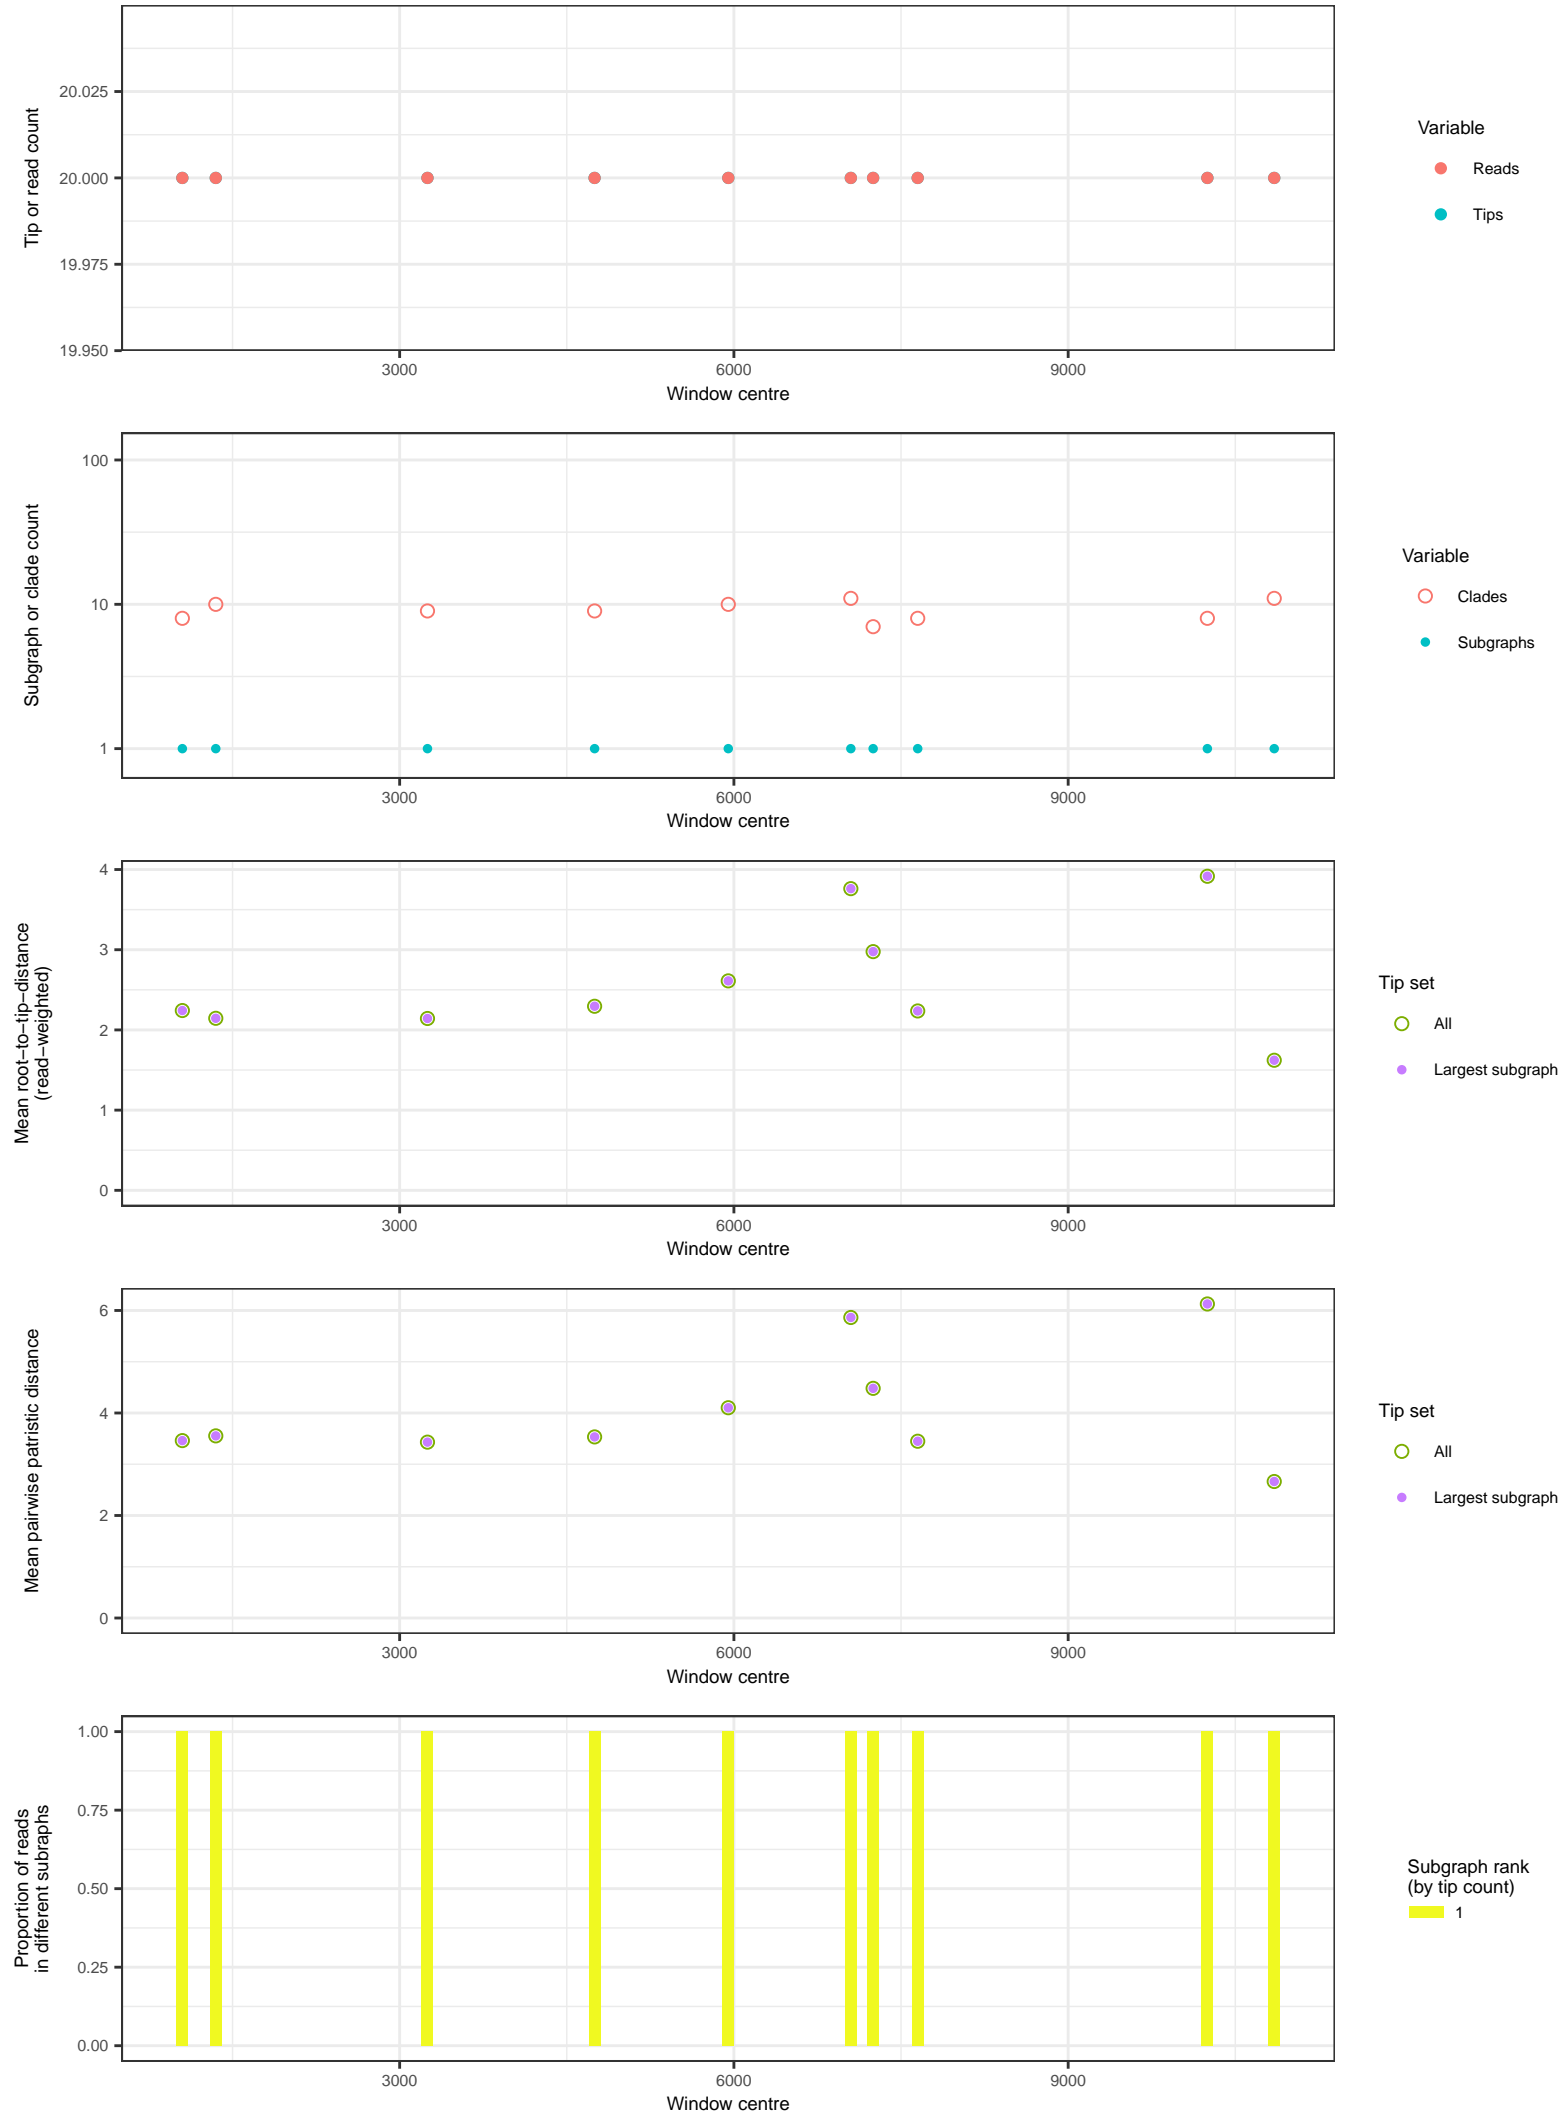 Tip or read count
20.025
20.000
19.975
19.950
3000 6000 9000
Window centre
Variable
Reads
Tips
Subgraph or clade count
100
10
1
3000 6000 9000
Window centre
Variable
Clades
Subgraphs
Mean root−to−tip−distance
(read−weighted)
4
3
2
1
0
3000 6000 9000
Window centre
Tip set
All
Largest subgraph
Mean pairwise patristic distance
6
4
2
0
3000 6000 9000
Window centre
Tip set
All
Largest subgraph
Proportion of reads
in different subraphs
1.00
0.75
0.50
0.25
0.00
3000 6000 9000
Window centre
Subgraph rank
(by tip count)
1